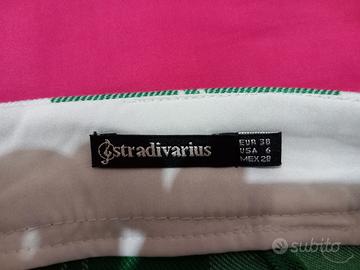 stradivarius
EUR 38
USA 6
MEX 28
subito